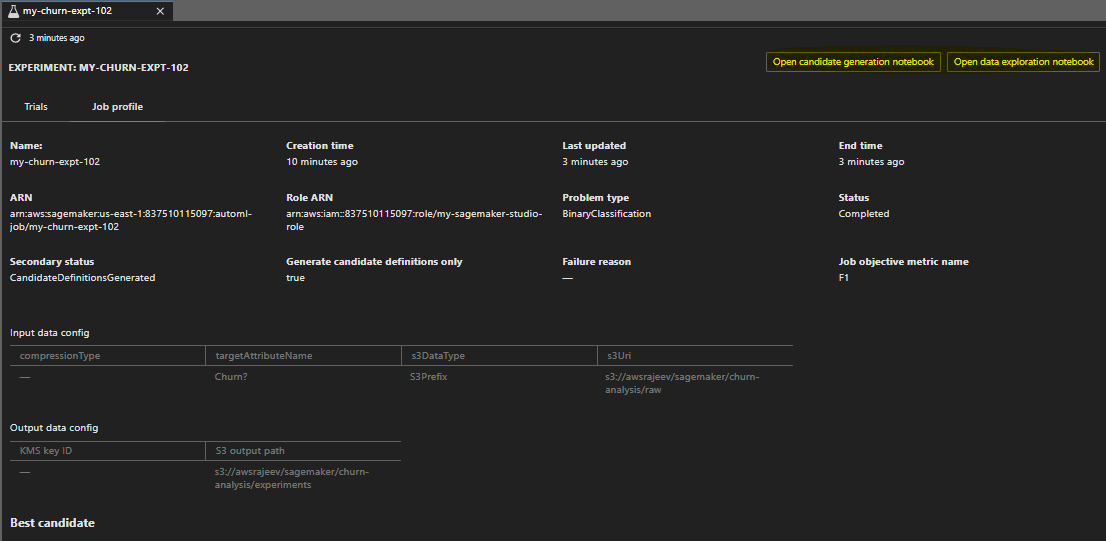 my-churn-expt-102
3 minutes ago
EXPERIMENT: MY-CHURN-EXPT-102
Open candidate generation notebook
Open data exploration notebook
Trials
Job profile
Name:
my-churn-expt-102
Creation time
10 minutes ago
Last updated
3 minutes ago
End time
3 minutes ago
ARN
arn:aws:sagemaker:us-east-1:837510115097:automl-
job/my-churn-expt-102
Role ARN
arn:aws:iam::837510115097:role/my-sagemaker-studio-
role
Problem type
BinaryClassification
Status
Completed
Secondary status
CandidateDefinitionsGenerated
Generate candidate definitions only
true
Failure reason
—
Job objective metric name
F1
Input data config
compressionType
targetAttributeName
s3DataType
s3Uri
—
Churn?
S3Prefix
s3://awsrajeev/sagemaker/churn-
analysis/raw
Output data config
KMS key ID
S3 output path
—
s3://awsrajeev/sagemaker/churn-
analysis/experiments
Best candidate